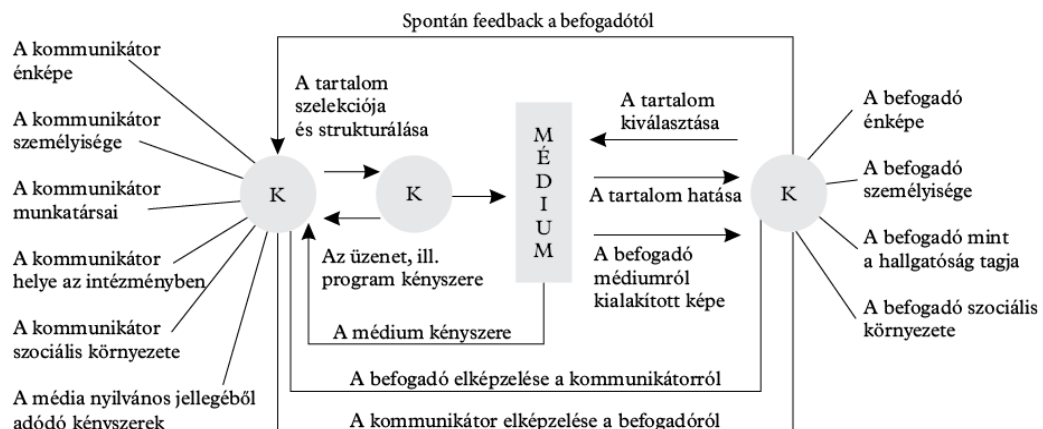 Spontán feedback a befogadótól
A kommunikátor
énképe
A kommunikátor
személyisége
A kommunikátor
munkatársai
A kommunikátor
helye az intézményben
A kommunikátor
szociális környezete
A média nyilvános jellegéből
adódó kényszerek
K
A tartalom
szelekciója
és strukturálása
K
Az üzenet, ill.
program kényszere
A médium kényszere
M
É
D
I
U
M
A tartalom
kiválasztása
A tartalom hatása
A befogadó
médiumról
kialakított képe
K
A befogadó
énképe
A befogadó
személyisége
A befogadó mint
a hallgatóság tagja
A befogadó szociális
környezete
A befogadó elképzelése a kommunikátorról
A kommunikátor elképzelése a befogadóról